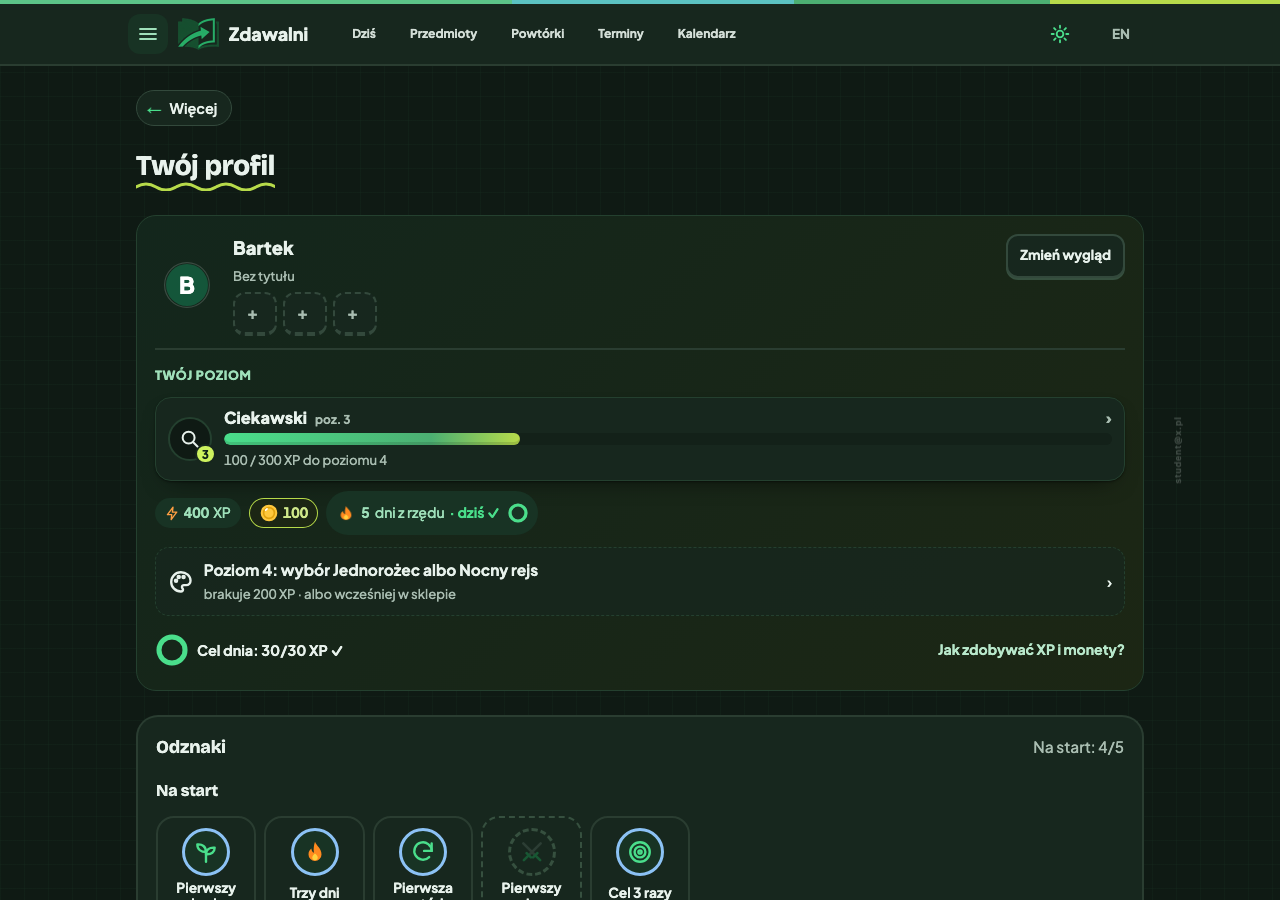 Zdawalni
Dziś
Przedmioty
Powtórki
Terminy
Kalendarz
EN
← Więcej
Twój profil
B
Bartek
Bez tytułu
+ + +
Zmień wygląd
TWÓJ POZIOM
Ciekawski poz. 3
›
3
100 / 300 XP do poziomu 4
student@x.pl
400 XP
100
5 dni z rzędu · dziś ✓
Poziom 4: wybór Jednorożec albo Nocny rejs
brakuje 200 XP · albo wcześniej w sklepie
›
Cel dnia: 30/30 XP ✓
Jak zdobywać XP i monety?
Odznaki
Na start: 4/5
Na start
Pierwszy
Trzy dni
Pierwsza
Pierwszy
Cel 3 razy